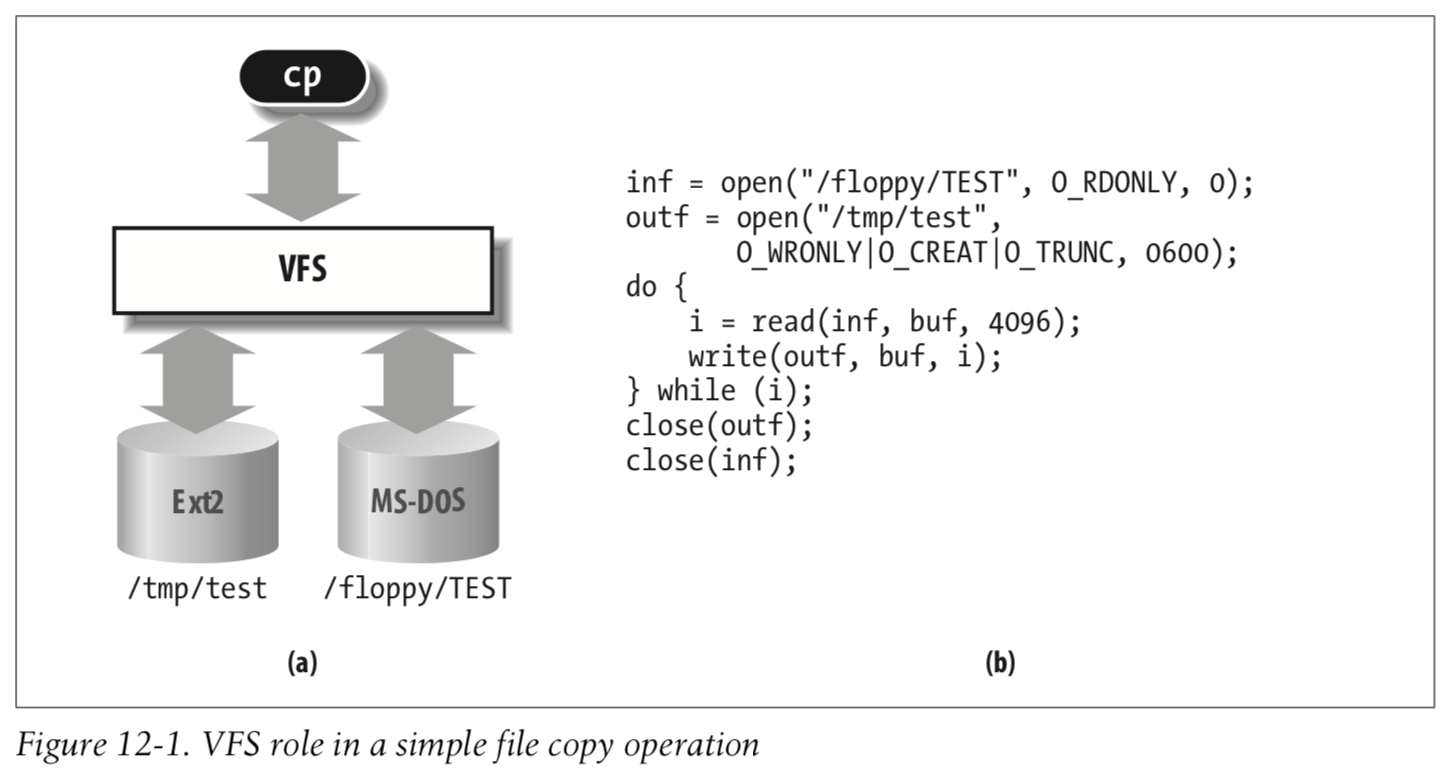 cp
VFS
Ext2
MS-DOS
/tmp/test
/floppy/TEST
(a)
inf = open("/floppy/TEST", O_RDONLY, 0);
outf = open("/tmp/test",
       O_WRONLY|O_CREAT|O_TRUNC, 0600);
do {
    i = read(inf, buf, 4096);
    write(outf, buf, i);
} while (i);
close(outf);
close(inf);
(b)
Figure 12-1. VFS role in a simple file copy operation